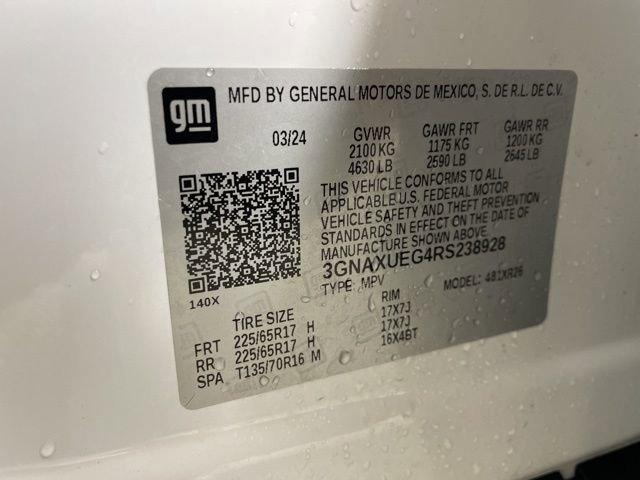 gm
MFD BY GENERAL MOTORS DE MEXICO, S. DE R.L. DE C.V.
03/24 GVWR GAWR FRT GAWR RR
2100 KG 1175 KG 1200 KG
4630 LB 2590 LB 2645 LB
THIS VEHICLE CONFORMS TO ALL
APPLICABLE U.S. FEDERAL MOTOR
VEHICLE SAFETY AND THEFT PREVENTION
STANDARDS IN EFFECT ON THE DATE OF
MANUFACTURE SHOWN ABOVE.
3GNAXUEG4RS238928
TYPE: MPV MODEL: 4B1XR26
140X
TIRE SIZE RIM
FRT 225/65R17 H 17X7J
RR 225/65R17 H 17X7J
SPA T135/70R16 M 16X4BT